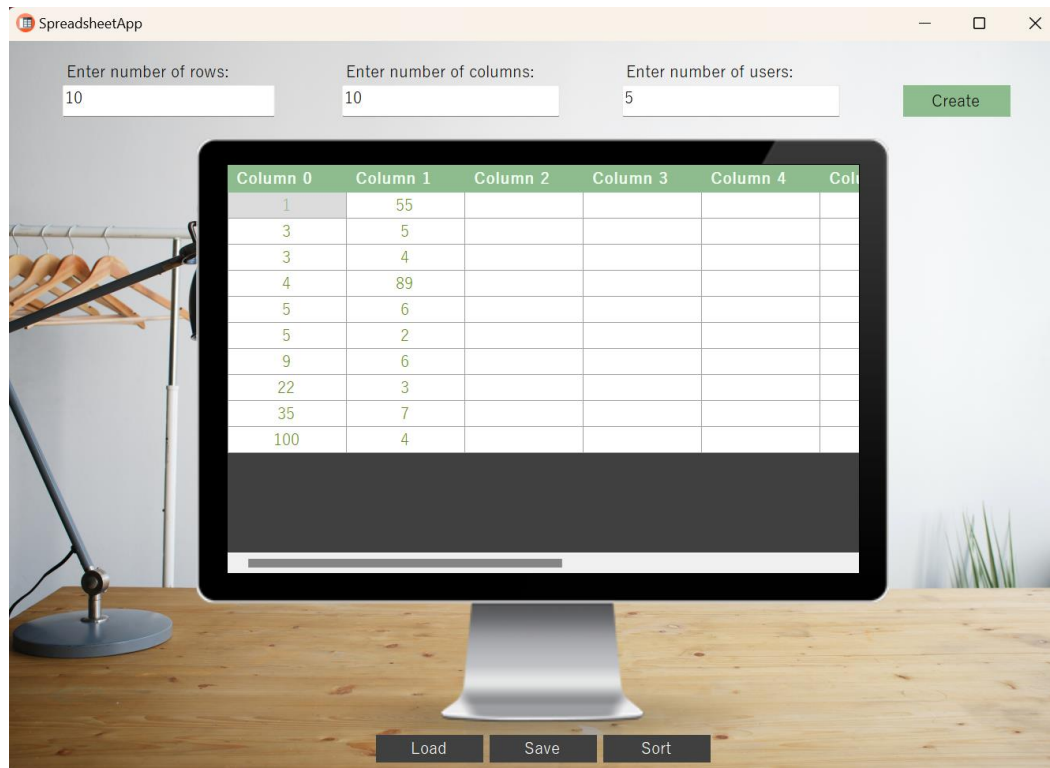 SpreadsheetApp
Enter number of rows: Enter number of columns: Enter number of users:
10 10 5 Create
Column 0 Column 1 Column 2 Column 3 Column 4 Colu
1 55
3 5
3 4
4 89
5 6
5 2
9 6
22 3
35 7
100 4
Load Save Sort